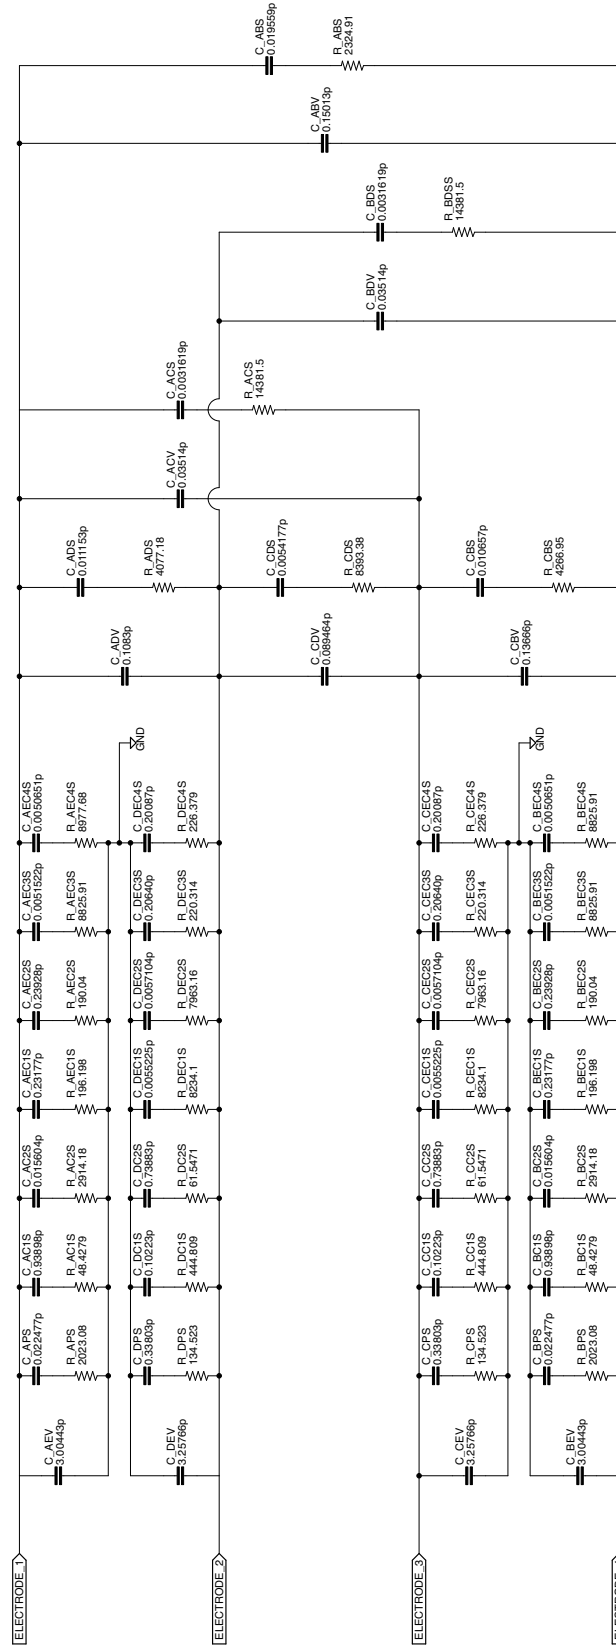 C_ABS
0.019559p
R_ABS
2324.91
C_ABV
0.15013p
C_BDS
0.0031619p
R_BDSS
14381.5
C_BDV
0.03514p
C_ACS
0.0031619p
R_ACS
14381.5
C_ACV
0.03514p
C_ADS
0.011153p
R_ADS
4077.18
C_CDS
0.0054177p
R_CDS
8393.38
C_CBS
0.010657p
R_CBS
4266.95
C_ADV
0.1083p
C_CDV
0.089464p
C_CBV
0.13666p
GND
GND
C_AEC4S
0.0050651p
R_AEC4S
8977.68
C_DEC4S
0.20087p
R_DEC4S
226.379
C_CEC4S
0.20087p
R_CEC4S
226.379
C_BEC4S
0.0050651p
R_BEC4S
8825.91
C_AEC3S
0.0051522p
R_AEC3S
8825.91
C_DEC3S
0.20640p
R_DEC3S
220.314
C_CEC3S
0.20640p
R_CEC3S
220.314
C_BEC3S
0.0051522p
R_BEC3S
8825.91
C_AEC2S
0.23928p
R_AEC2S
190.04
C_DEC2S
0.0057104p
R_DEC2S
7963.16
C_CEC2S
0.0057104p
R_CEC2S
7963.16
C_BEC2S
0.23928p
R_BEC2S
190.04
C_AEC1S
0.23177p
R_AEC1S
196.198
C_DEC1S
0.0055225p
R_DEC1S
8234.1
C_CEC1S
0.0055225p
R_CEC1S
8234.1
C_BEC1S
0.23177p
R_BEC1S
196.198
C_AC2S
0.015604p
R_AC2S
2914.18
C_DC2S
0.73883p
R_DC2S
61.5471
C_CC2S
0.73883p
R_CC2S
61.5471
C_BC2S
0.015604p
R_BC2S
2914.18
C_AC1S
0.93898p
R_AC1S
48.4279
C_DC1S
0.10223p
R_DC1S
444.809
C_CC1S
0.10223p
R_CC1S
444.809
C_BC1S
0.93898p
R_BC1S
48.4279
C_APS
0.022477p
R_APS
2023.08
C_DPS
0.33803p
R_DPS
134.523
C_CPS
0.33803p
R_CPS
134.523
C_BPS
0.022477p
R_BPS
2023.08
C_AEV
3.00443p
C_DEV
3.25766p
C_CEV
3.25766p
C_BEV
3.00443p
ELECTRODE_1
ELECTRODE_2
ELECTRODE_3